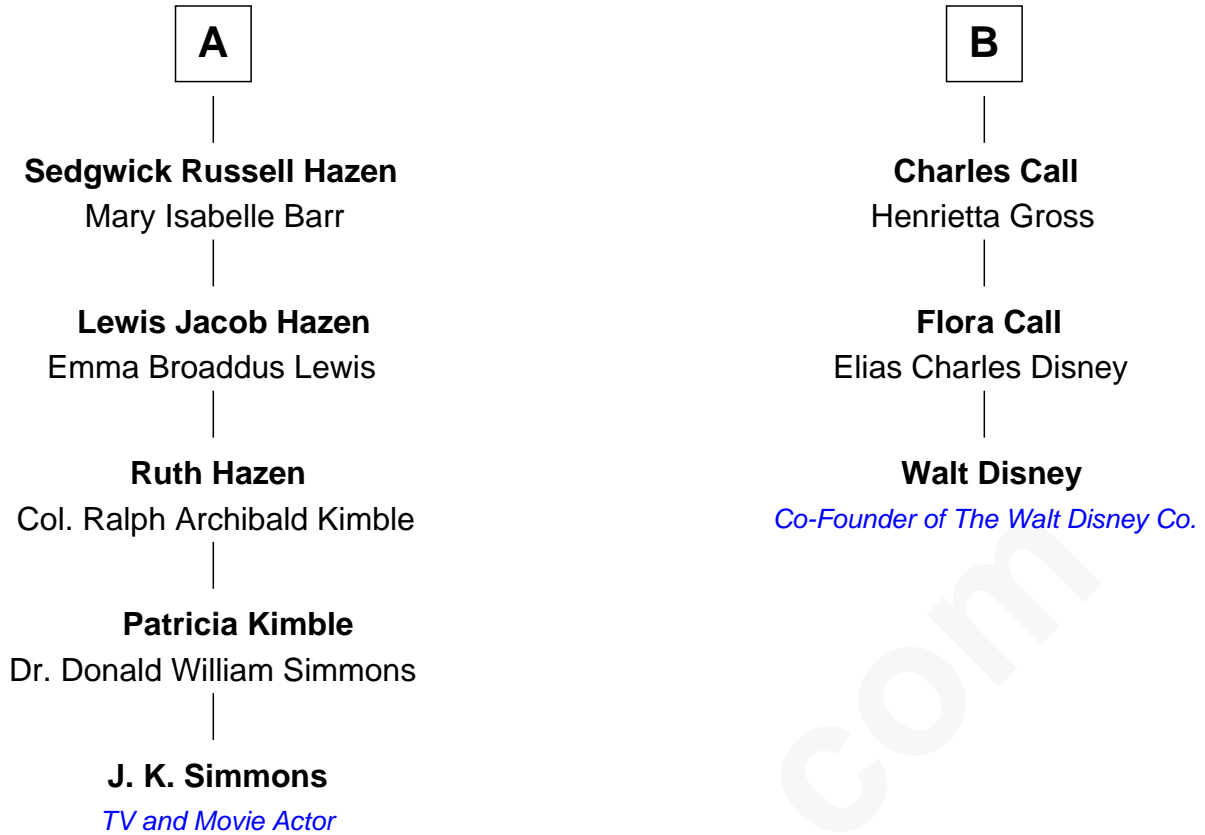 A
Sedgwick Russell Hazen
Mary Isabelle Barr
Lewis Jacob Hazen
Emma Broaddus Lewis
Ruth Hazen
Col. Ralph Archibald Kimble
Patricia Kimble
Dr. Donald William Simmons
J. K. Simmons
TV and Movie Actor
B
Charles Call
Henrietta Gross
Flora Call
Elias Charles Disney
Walt Disney
Co-Founder of The Walt Disney Co.
com